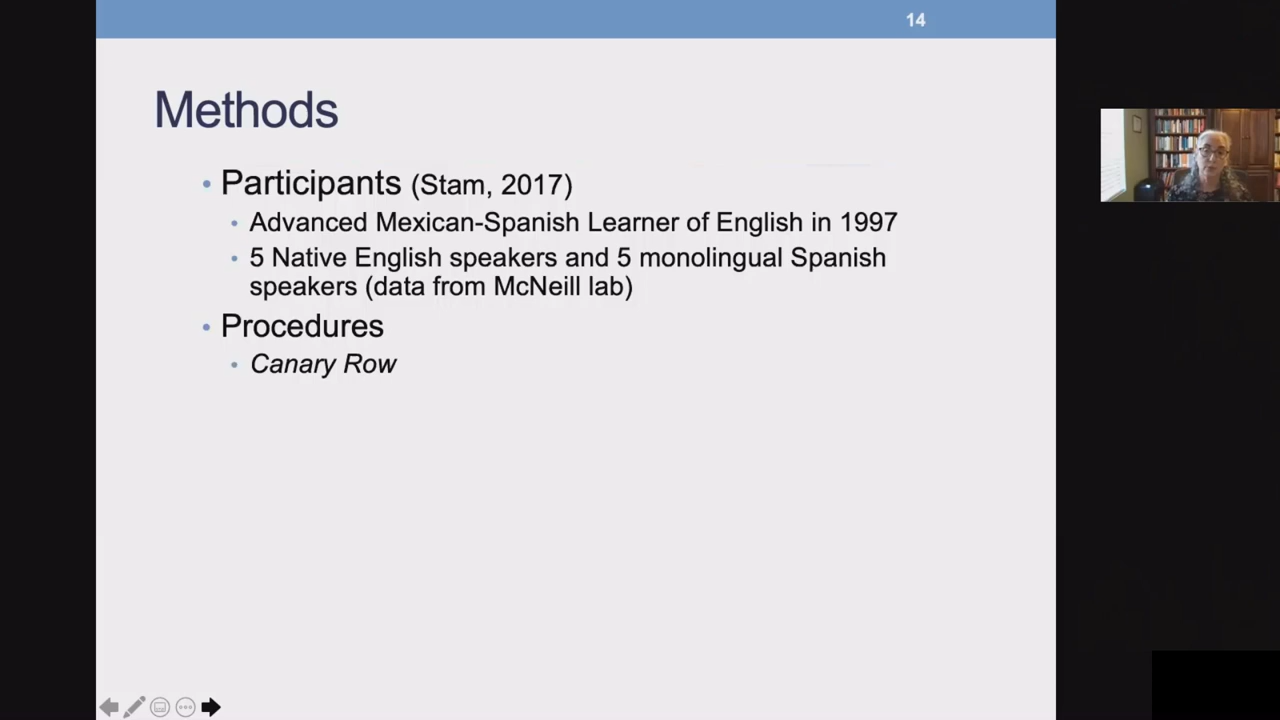 14
Methods
• Participants (Stam, 2017)
• Advanced Mexican-Spanish Learner of English in 1997
• 5 Native English speakers and 5 monolingual Spanish
speakers (data from McNeill lab)
• Procedures
• Canary Row